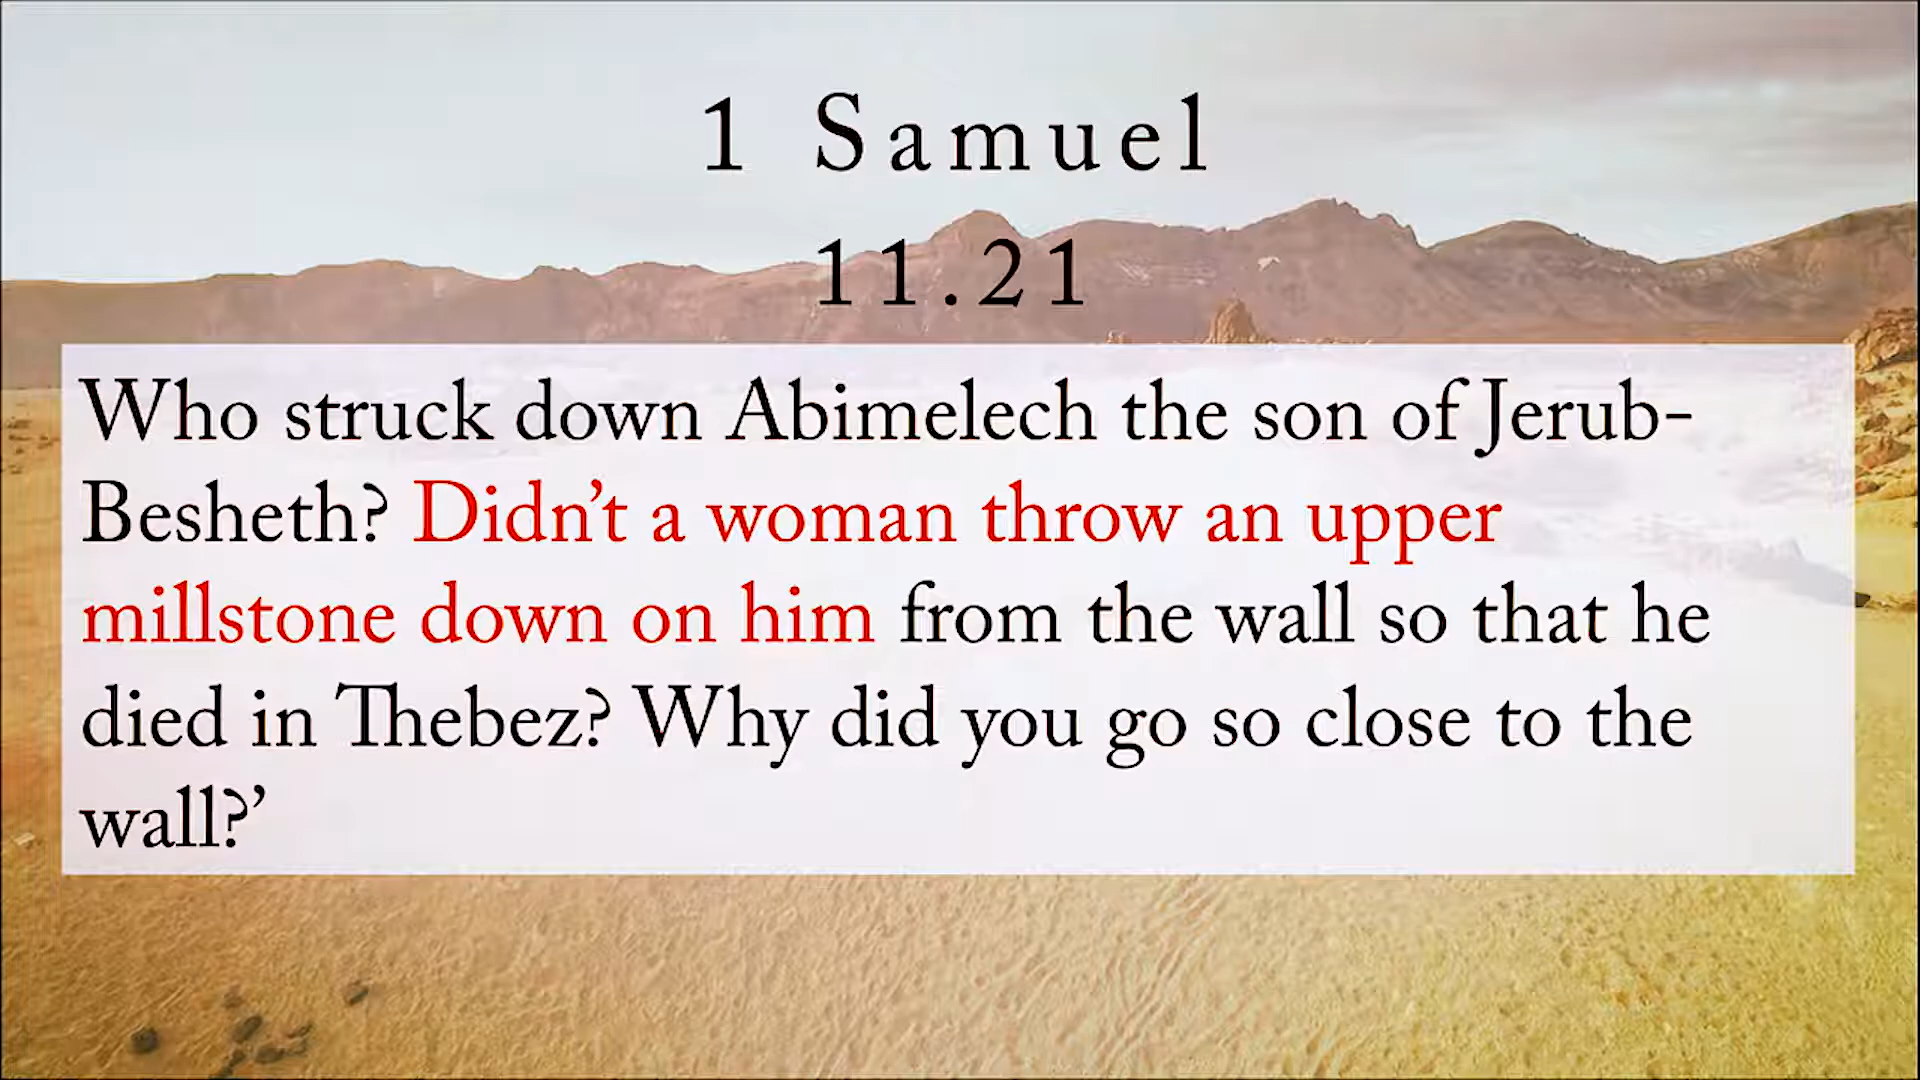 1 Samuel
11.21
Who struck down Abimelech the son of Jerub-
Besheth? Didn’t a woman throw an upper
millstone down on him from the wall so that he
died in Thebez? Why did you go so close to the
wall?’